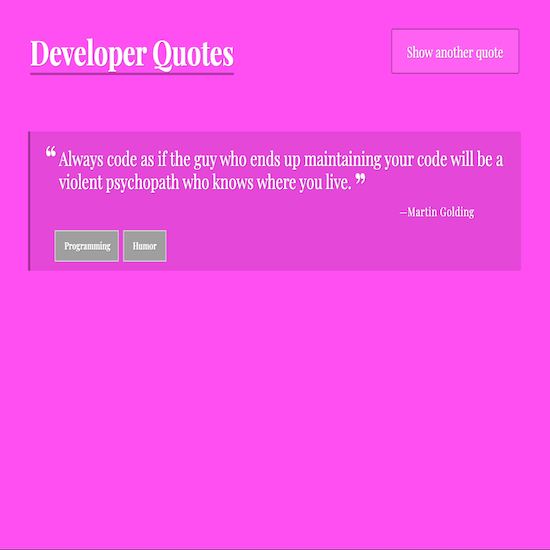 Developer Quotes
Show another quote
❝ Always code as if the guy who ends up maintaining your code will be a
violent psychopath who knows where you live. ❞
—Martin Golding
Programming
Humor